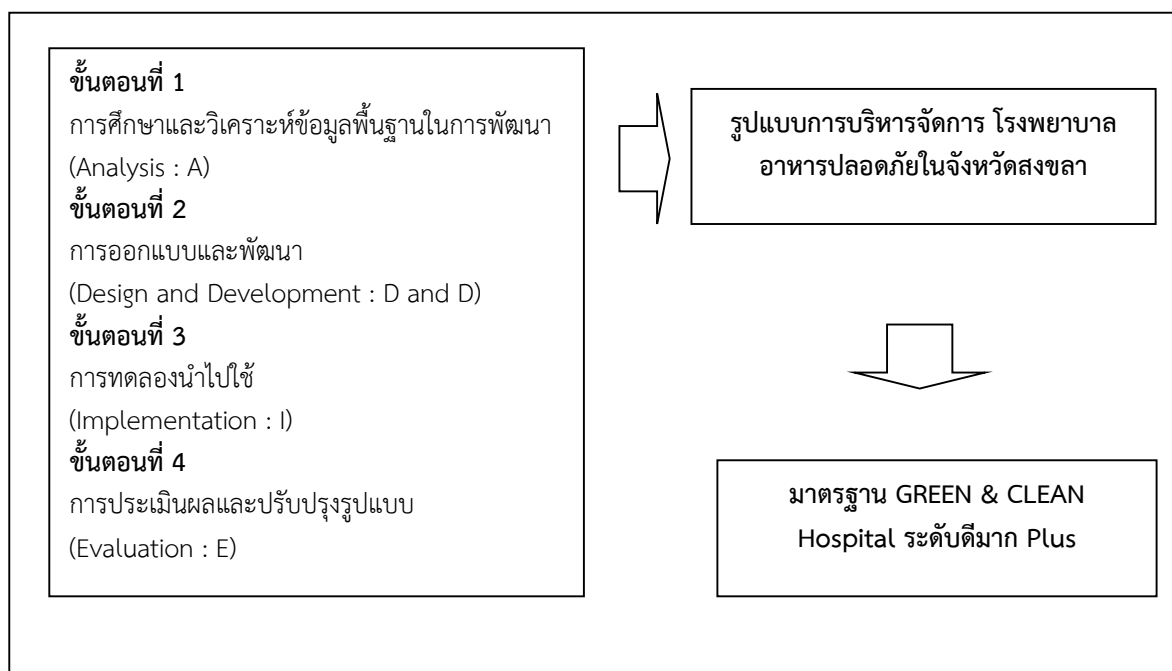 ขั้นตอนที่ 1
การศึกษาและวิเคราะห์ข้อมูลพื้นฐานในการพัฒนา
(Analysis : A)
ขั้นตอนที่ 2
การออกแบบและพัฒนา
(Design and Development : D and D)
ขั้นตอนที่ 3
การทดลองนำไปใช้
(Implementation : I)
ขั้นตอนที่ 4
การประเมินผลและปรับปรุงรูปแบบ
(Evaluation : E)
รูปแบบการบริหารจัดการ โรงพยาบาล
อาหารปลอดภัยในจังหวัดสงขลา
มาตรฐาน GREEN & CLEAN
Hospital ระดับดีมาก Plus